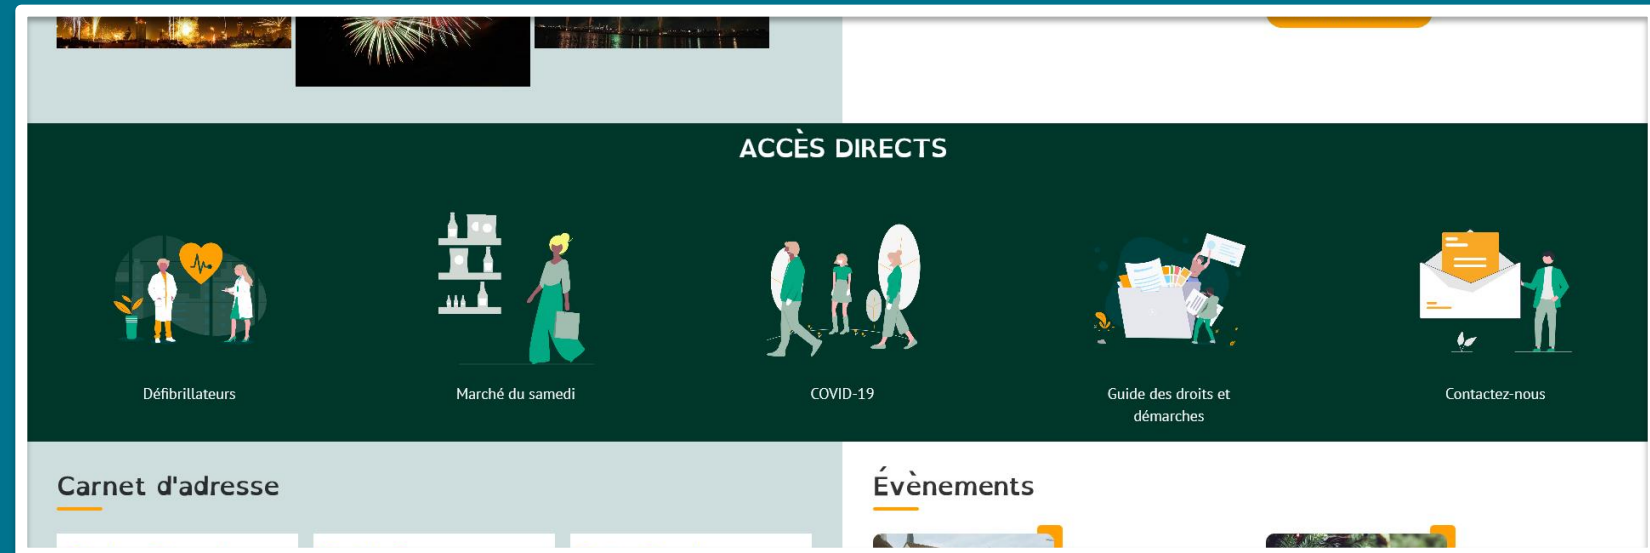 ACCÈS DIRECTS
Défibrillateurs
Marché du samedi
COVID-19
Guide des droits et
démarches
Contactez-nous
Carnet d'adresse
Évènements